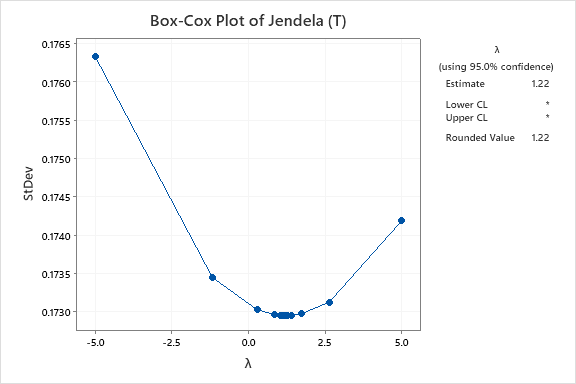 Box-Cox Plot of Jendela (T)
0.1765
0.1760
0.1755
0.1750
0.1745
0.1740
0.1735
0.1730
StDev
-5.0 -2.5 0.0 2.5 5.0
λ
λ
(using 95.0% confidence)
Estimate 1.22
Lower CL *
Upper CL *
Rounded Value 1.22